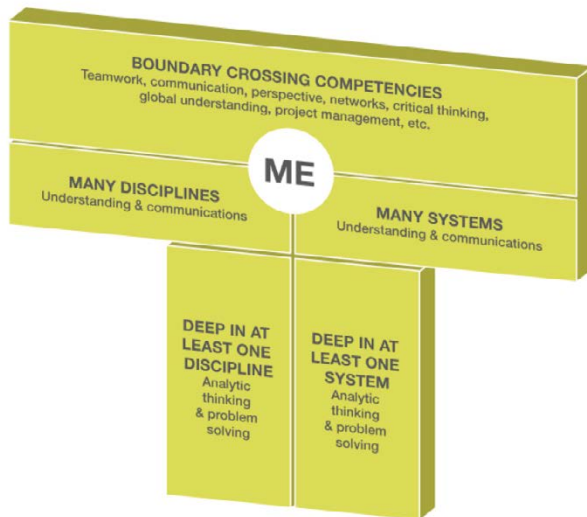 BOUNDARY CROSSING COMPETENCIES
Teamwork, communication, perspective, networks, critical thinking,
global understanding, project management, etc.
ME
MANY DISCIPLINES
Understanding & communications
MANY SYSTEMS
Understanding & communications
DEEP IN AT
LEAST ONE
DISCIPLINE
Analytic
thinking
& problem
solving
DEEP IN AT
LEAST ONE
SYSTEM
Analytic
thinking
& problem
solving